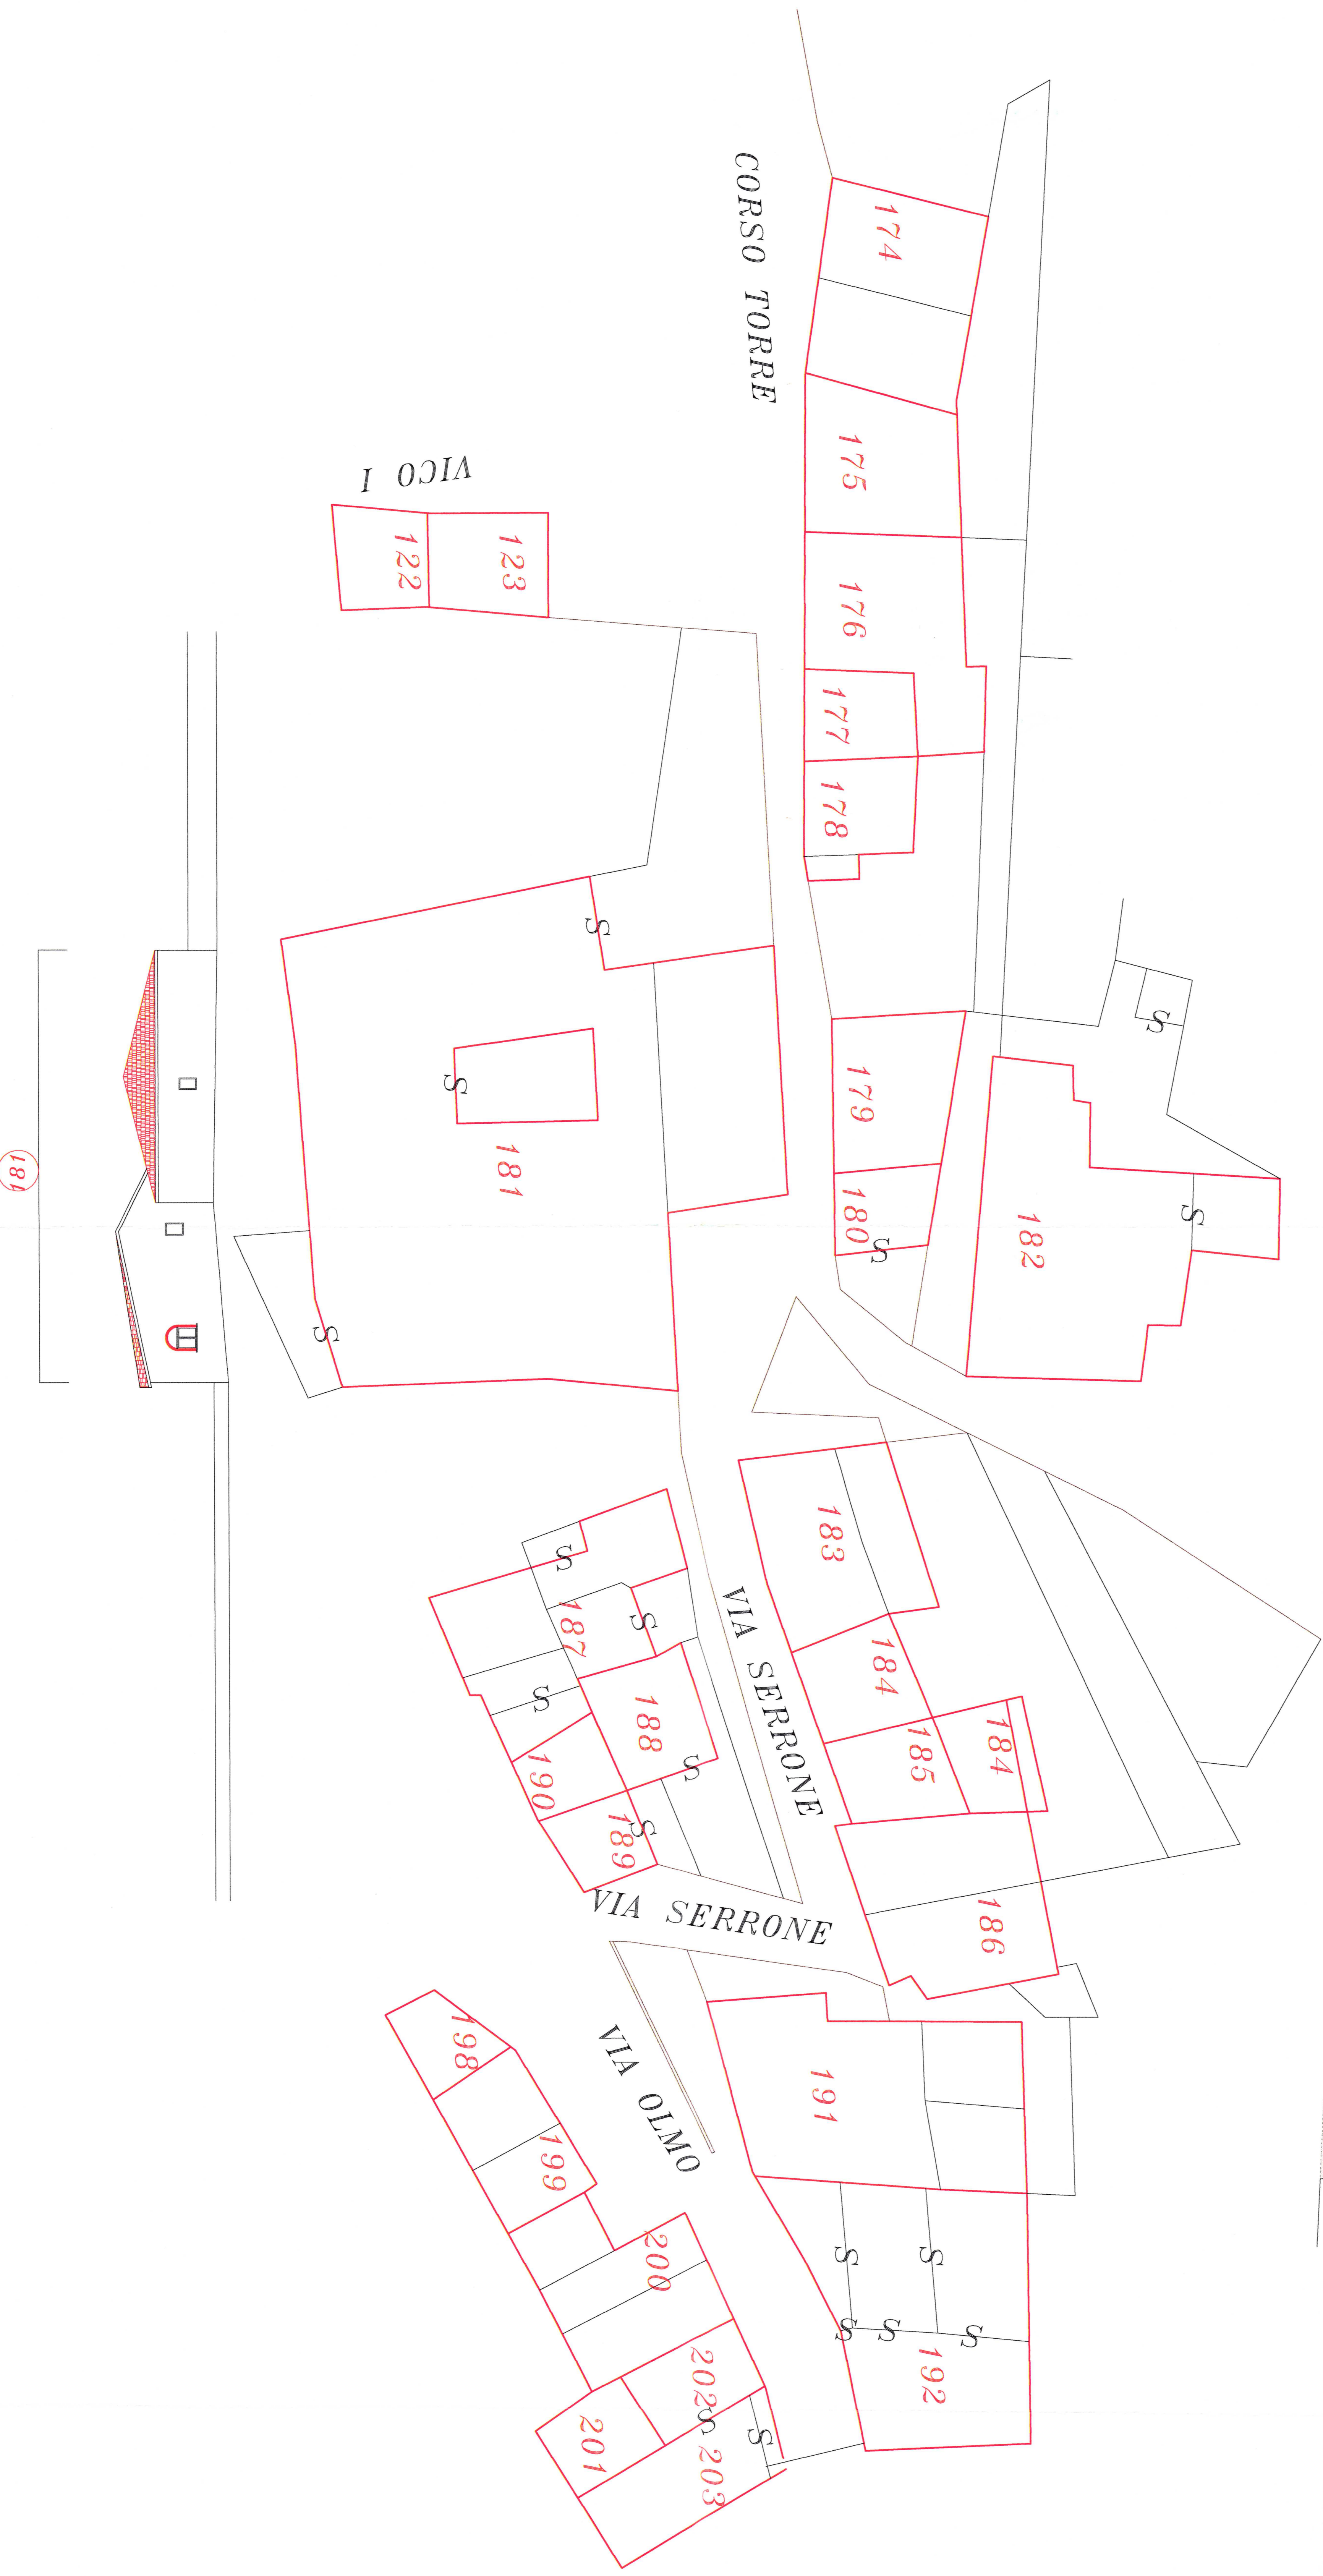 CORSO TORRE
174
175
176
177
178
VICO I
122
123
S
S
181
S
S
179
180
S
182
S
181
183
184
184
185
186
VIA SERRONE
187
S
S
S
188
S
190
189
S
VIA SERRONE
VIA OLMO
191
S
S
S
S
S
192
198
199
200
202
S
S
201
203